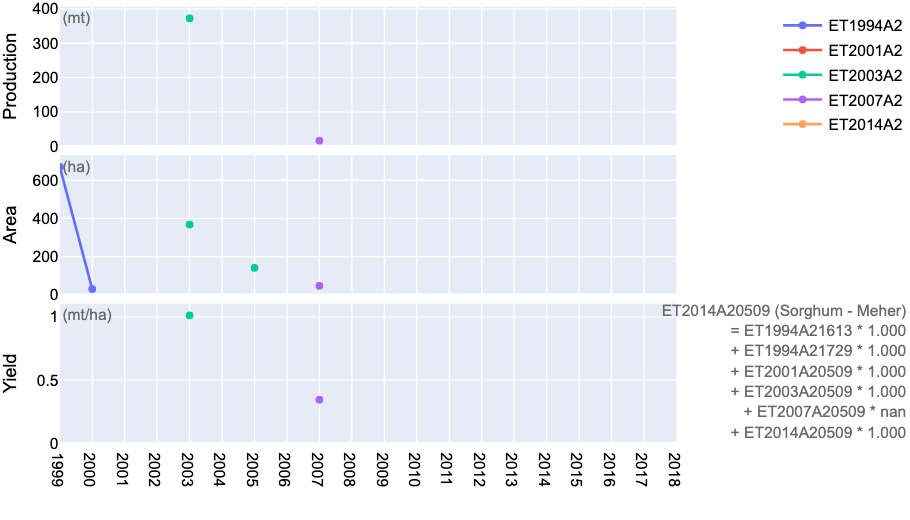 Production
(mt)
400
300
200
100
0
Area
(ha)
600
400
200
0
Yield
(mt/ha)
1
0.5
0
1999
2000
2001
2002
2003
2004
2005
2006
2007
2008
2009
2010
2011
2012
2013
2014
2015
2016
2017
2018
ET1994A2
ET2001A2
ET2003A2
ET2007A2
ET2014A2
ET2014A20509 (Sorghum - Meher)
= ET1994A21613 * 1.000
+ ET1994A21729 * 1.000
+ ET2001A20509 * 1.000
+ ET2003A20509 * 1.000
+ ET2007A20509 * nan
+ ET2014A20509 * 1.000